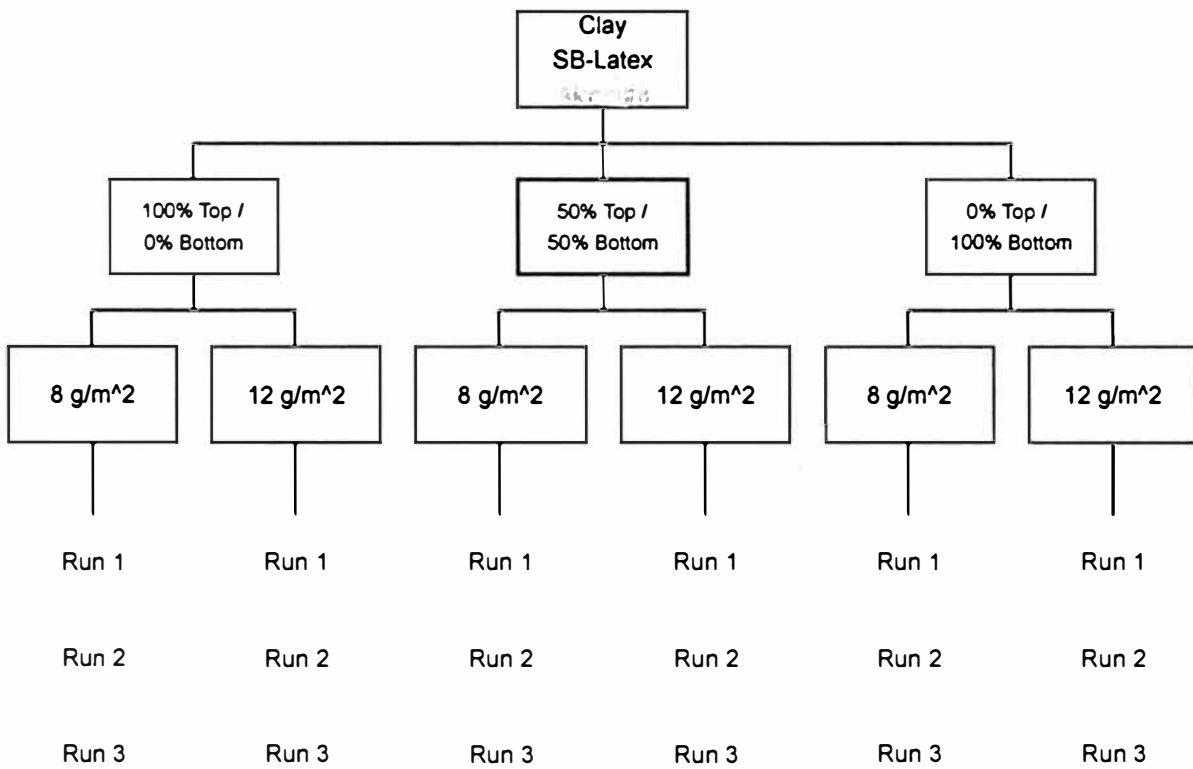 Clay
SB-Latex
100% Top /
0% Bottom
50% Top /
50% Bottom
0% Top /
100% Bottom
8 g/m^2
12 g/m^2
8 g/m^2
12 g/m^2
8 g/m^2
12 g/m^2
Run 1
Run 1
Run 1
Run 1
Run 1
Run 1
Run 2
Run 2
Run 2
Run 2
Run 2
Run 2
Run 3
Run 3
Run 3
Run 3
Run 3
Run 3